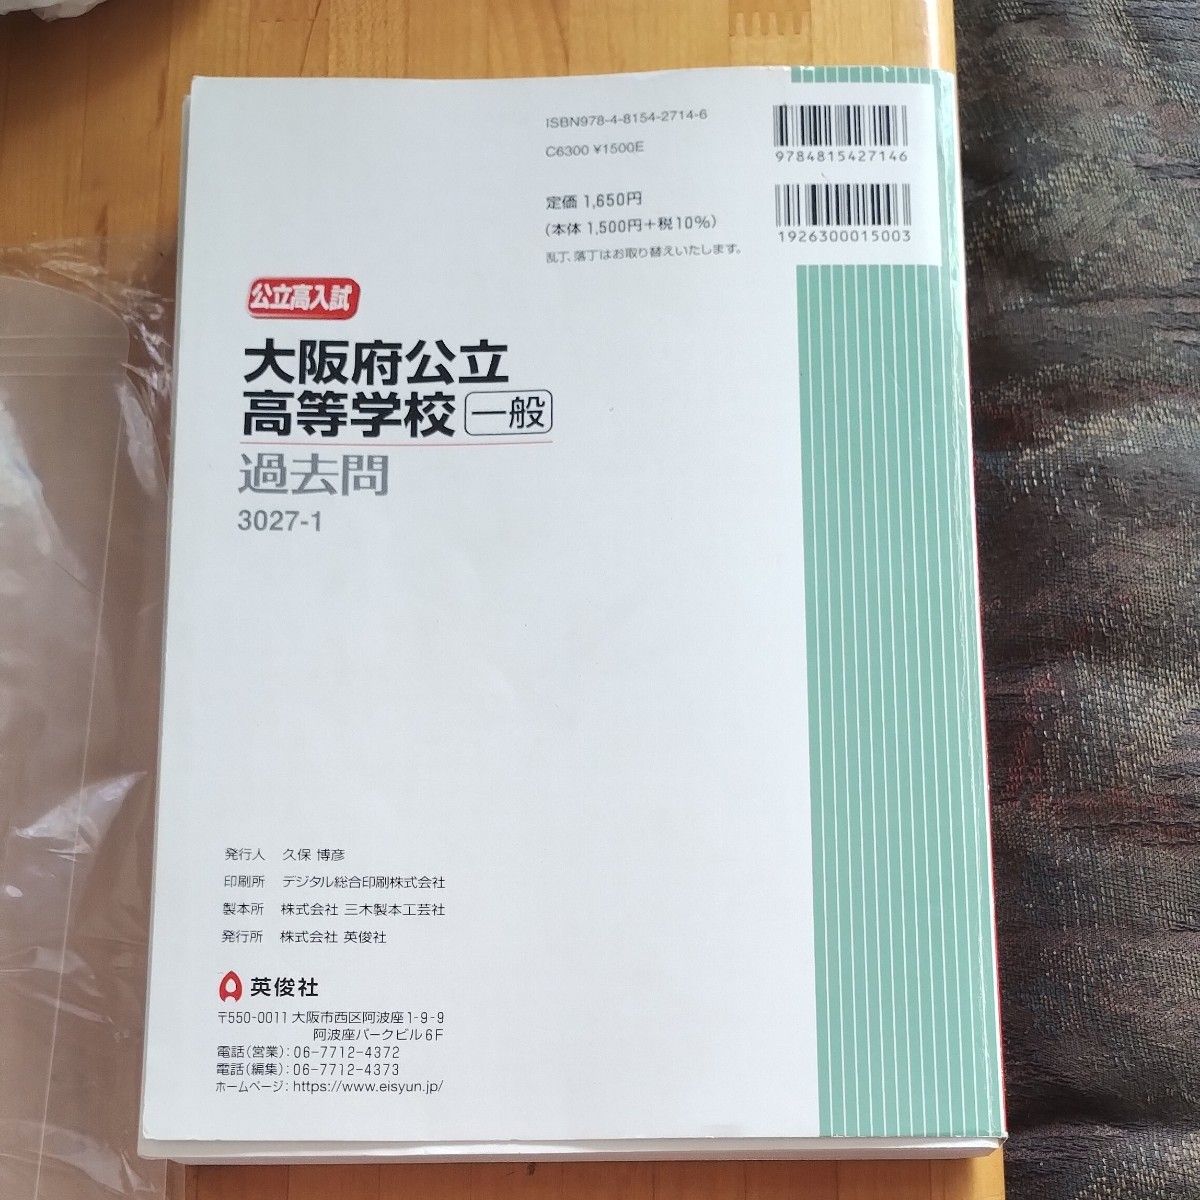 ISBN978-4-8154-2714-6
C6300 ¥1500E
9784815427146
定価 1,650円
(本体 1,500円+税10%)
1926300015003
乱丁、落丁はお取り替えいたします。
公立高入試
大阪府公立
高等学校 一般
過去問
3027-1
発行人 久保 博彦
印刷所 デジタル総合印刷株式会社
製本所 株式会社 三木製本工芸社
発行所 株式会社 英俊社
英俊社
〒550-0011 大阪市西区阿波座1-9-9
阿波座パークビル6F
電話(営業):06-7712-4372
電話(編集):06-7712-4373
ホームページ:https://www.eisyun.jp/